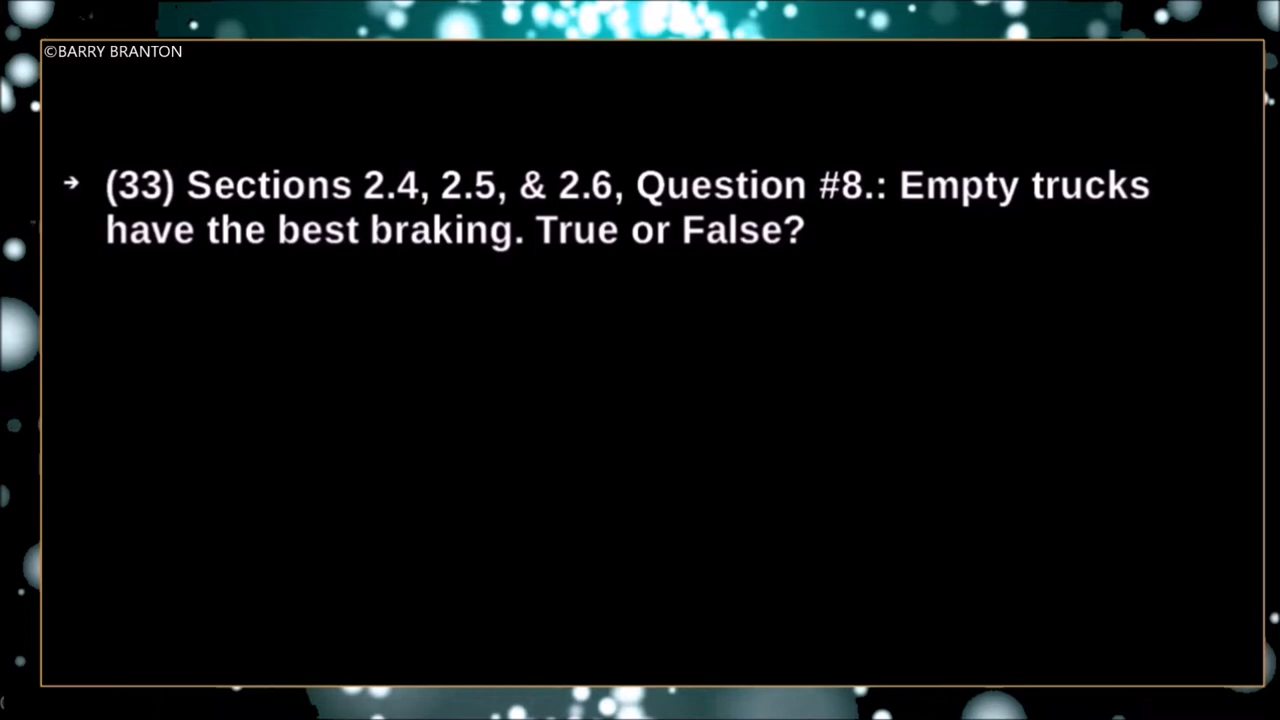 ©BARRY BRANTON
→ (33) Sections 2.4, 2.5, & 2.6, Question #8.: Empty trucks
have the best braking. True or False?